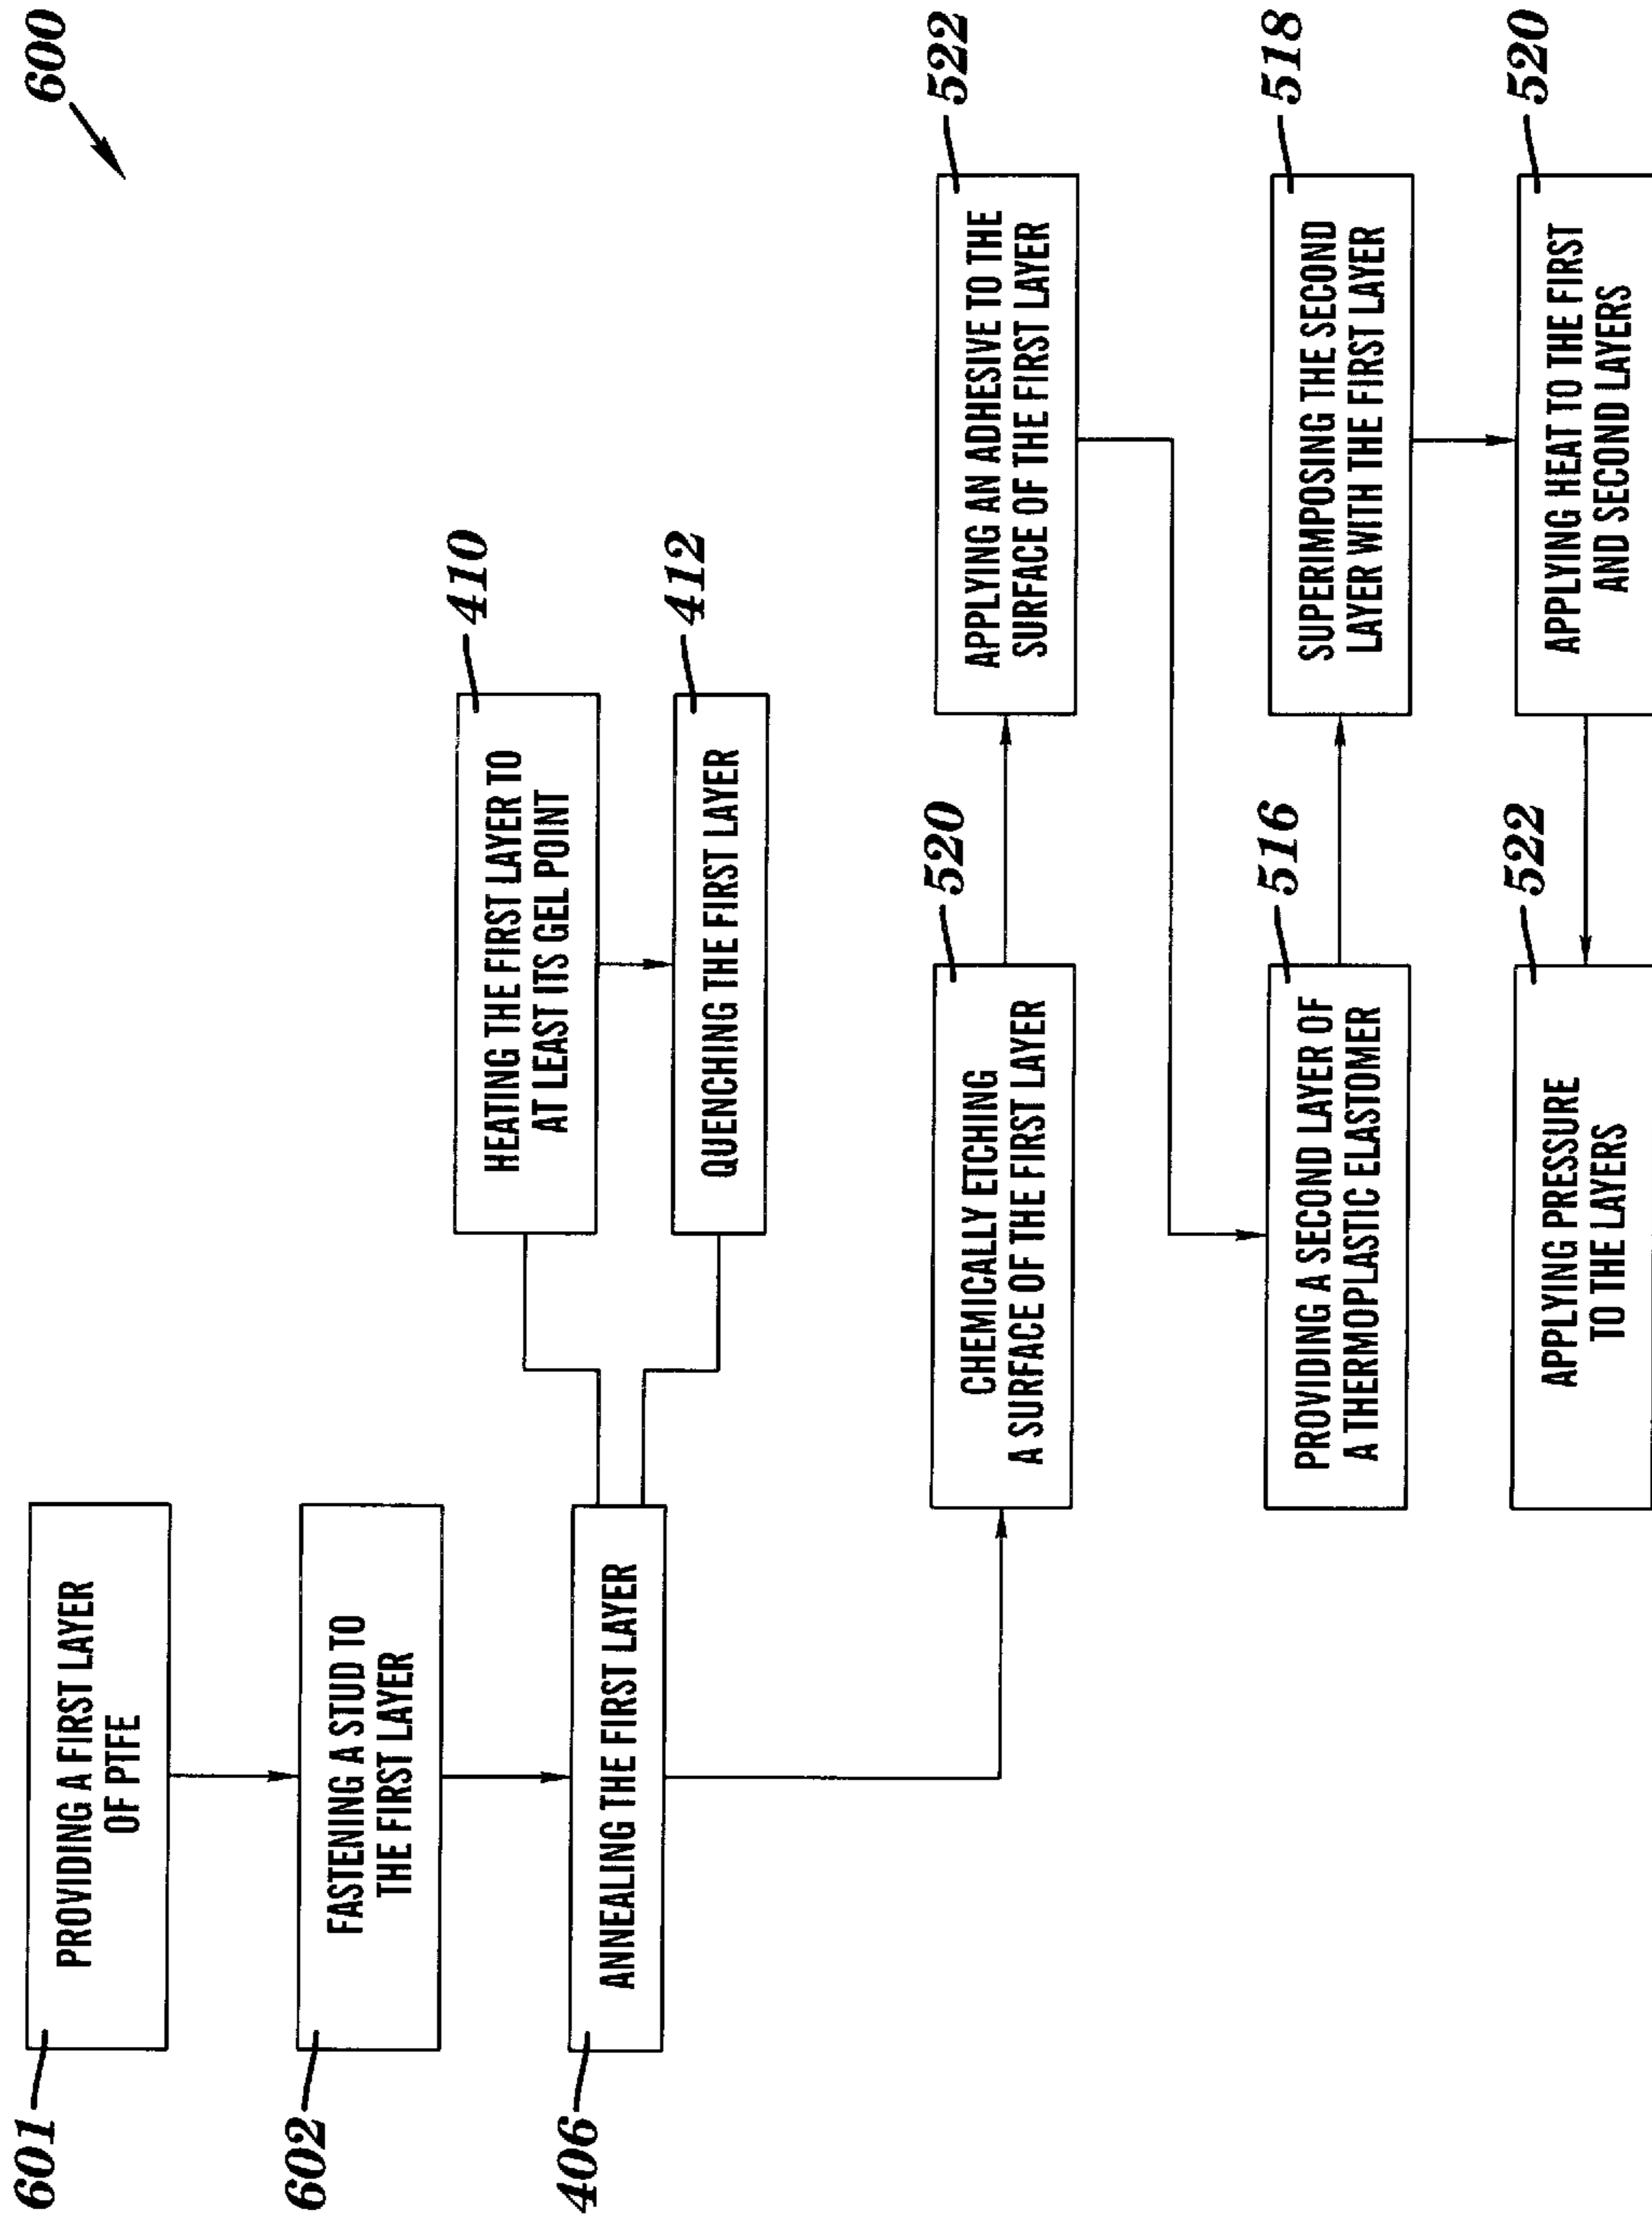 600
601
PROVIDING A FIRST LAYER
OF PTFE
602
FASTENING A STUD TO
THE FIRST LAYER
406
ANNEALING THE FIRST LAYER
410
HEATING THE FIRST LAYER TO
AT LEAST ITS GEL POINT
412
QUENCHING THE FIRST LAYER
520
CHEMICALLY ETCHING
A SURFACE OF THE FIRST LAYER
522
APPLYING AN ADHESIVE TO THE
SURFACE OF THE FIRST LAYER
516
PROVIDING A SECOND LAYER OF
A THERMOPLASTIC ELASTOMER
518
SUPERIMPOSING THE SECOND
LAYER WITH THE FIRST LAYER
520
APPLYING HEAT TO THE FIRST
AND SECOND LAYERS
522
APPLYING PRESSURE
TO THE LAYERS